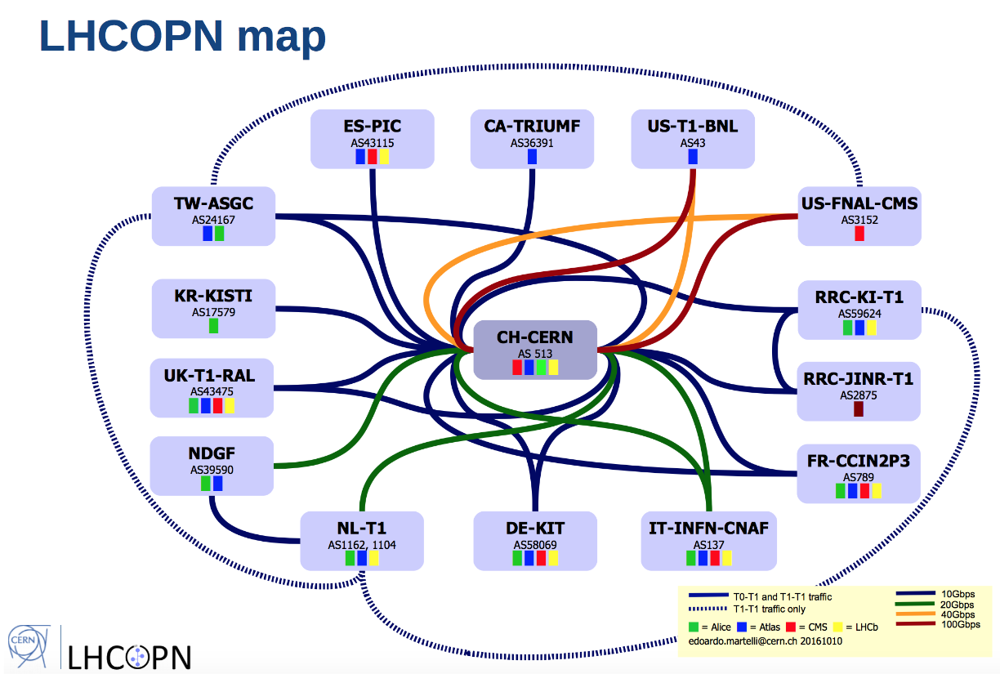 LHCOPN map
ES-PIC
AS43115
CA-TRIUMF
AS36391
US-T1-BNL
AS43
TW-ASGC
AS24167
US-FNAL-CMS
AS3152
KR-KISTI
AS17579
RRC-KI-T1
AS59624
CH-CERN
AS 513
UK-T1-RAL
AS43475
RRC-JINR-T1
AS2875
NDGF
AS39590
FR-CCIN2P3
AS789
NL-T1
AS1162, 1104
DE-KIT
AS58069
IT-INFN-CNAF
AS137
T0-T1 and T1-T1 traffic
T1-T1 traffic only
= Alice = Atlas = CMS = LHCb
edoardo.martelli@cern.ch 20161010
10Gbps
20Gbps
40Gbps
100Gbps
CERN
LHCOPN